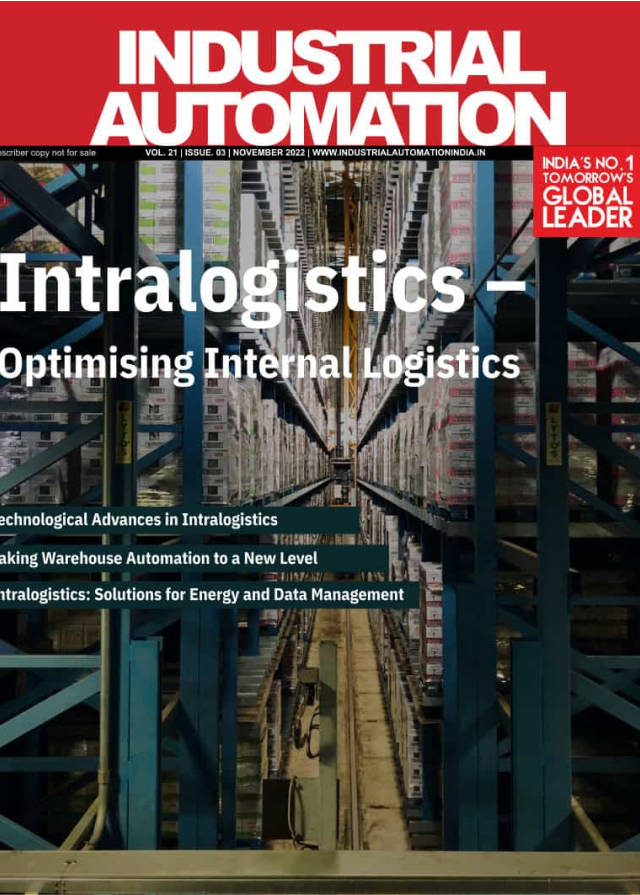 INDUSTRIAL
AUTOMATION
scriber copy not for sale
VOL. 21 | ISSUE. 03 | NOVEMBER 2022 | WWW.INDUSTRIALAUTOMATIONINDIA.IN
INDIA'S NO.1
TOMORROW'S
GLOBAL
LEADER
Intralogistics –
Optimising Internal Logistics
echnological Advances in Intralogistics
aking Warehouse Automation to a New Level
ntralogistics: Solutions for Energy and Data Management